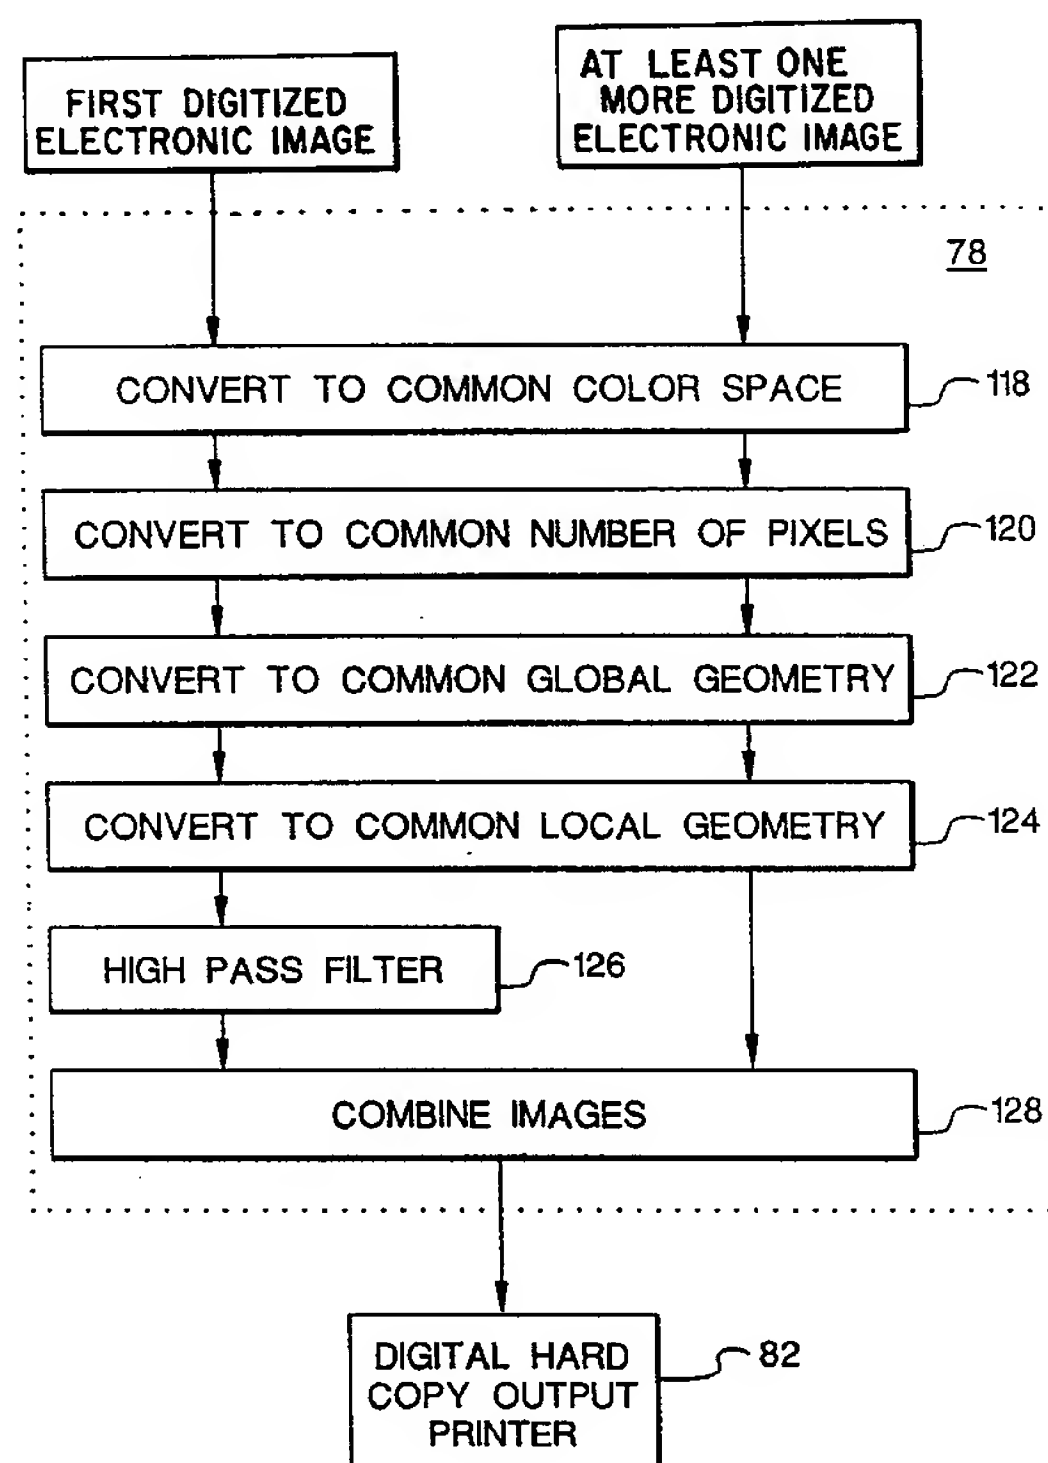 FIRST DIGITIZED
ELECTRONIC IMAGE
AT LEAST ONE
MORE DIGITIZED
ELECTRONIC IMAGE
78
CONVERT TO COMMON COLOR SPACE
118
CONVERT TO COMMON NUMBER OF PIXELS
120
CONVERT TO COMMON GLOBAL GEOMETRY
122
CONVERT TO COMMON LOCAL GEOMETRY
124
HIGH PASS FILTER
126
COMBINE IMAGES
128
DIGITAL HARD
COPY OUTPUT
PRINTER
82